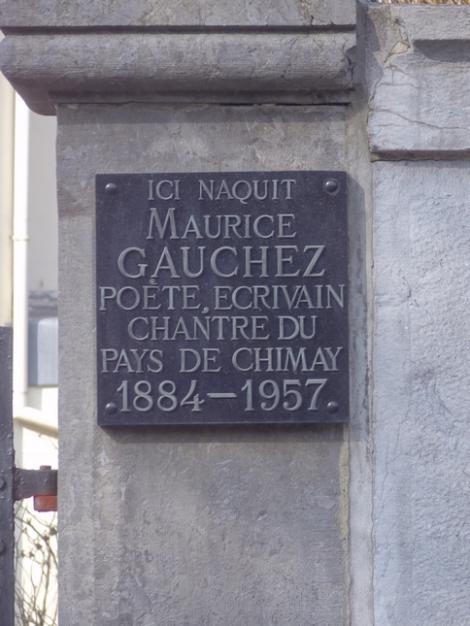 ICI NAQUIT
MAURICE
GAUCHEZ
POÈTE, ECRIVAIN
CHANTRE DU
PAYS DE CHIMAY
1884–1957